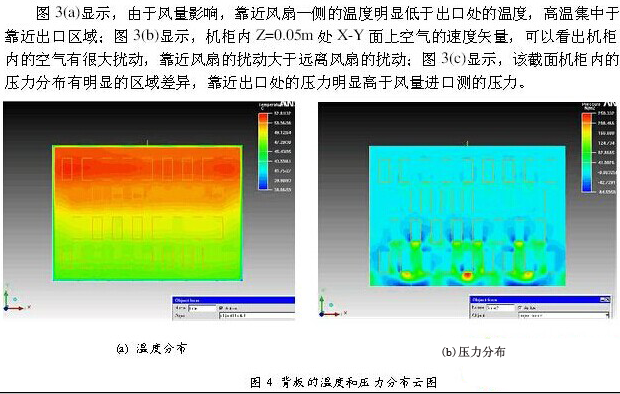 图 3(a)显示，由于风量影响，靠近风扇一侧的温度明显低于出口处的温度，高温集中于
靠近出口区域；图 3(b)显示，机柜内 Z=0.05m 处 X-Y 面上空气的速度矢量，可以看出机柜
内的空气有很大扰动，靠近风扇的扰动大于远离风扇的扰动；图 3(c)显示，该截面机柜内的
压力分布有明显的区域差异，靠近出口处的压力明显高于风量进口测的压力。
(a) 温度分布
(b) 压力分布
图 4 背板的温度和压力分布云图